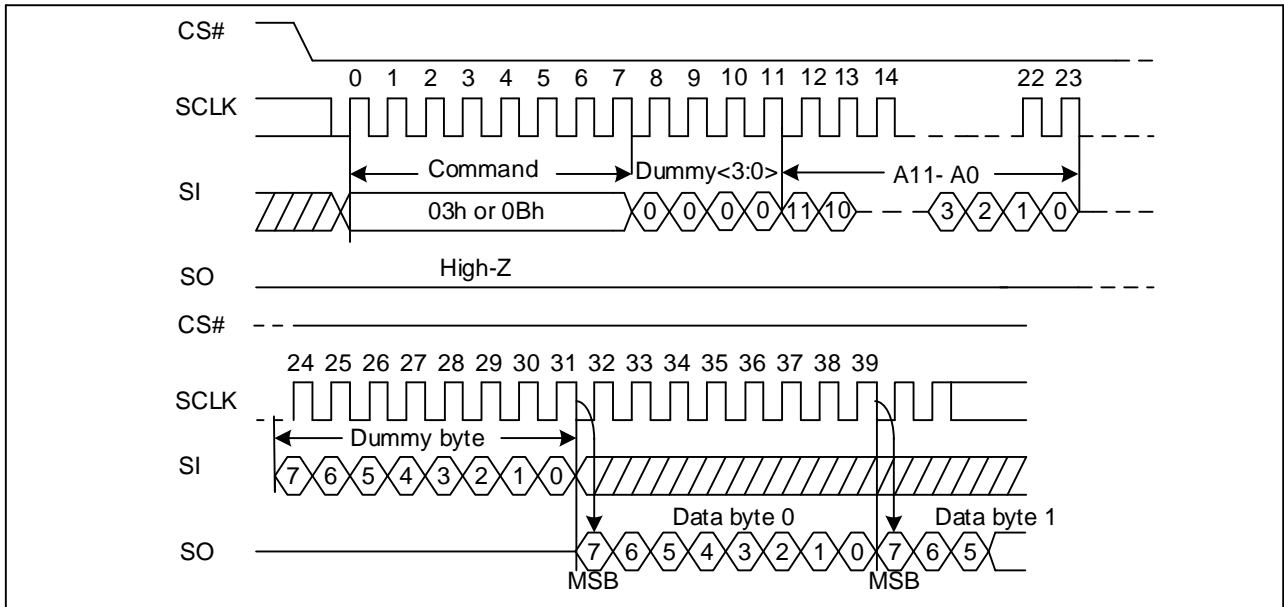 CS#
0 1 2 3 4 5 6 7 8 9 10 11 12 13 14 22 23
SCLK
Command Dummy<3:0> A11- A0
SI
03h or 0Bh 0 0 0 0 11 10 3 2 1 0
High-Z
SO
CS#
24 25 26 27 28 29 30 31 32 33 34 35 36 37 38 39
SCLK
Dummy byte
SI
7 6 5 4 3 2 1 0
Data byte 0 Data byte 1
SO
7 6 5 4 3 2 1 0 7 6 5
MSB MSB